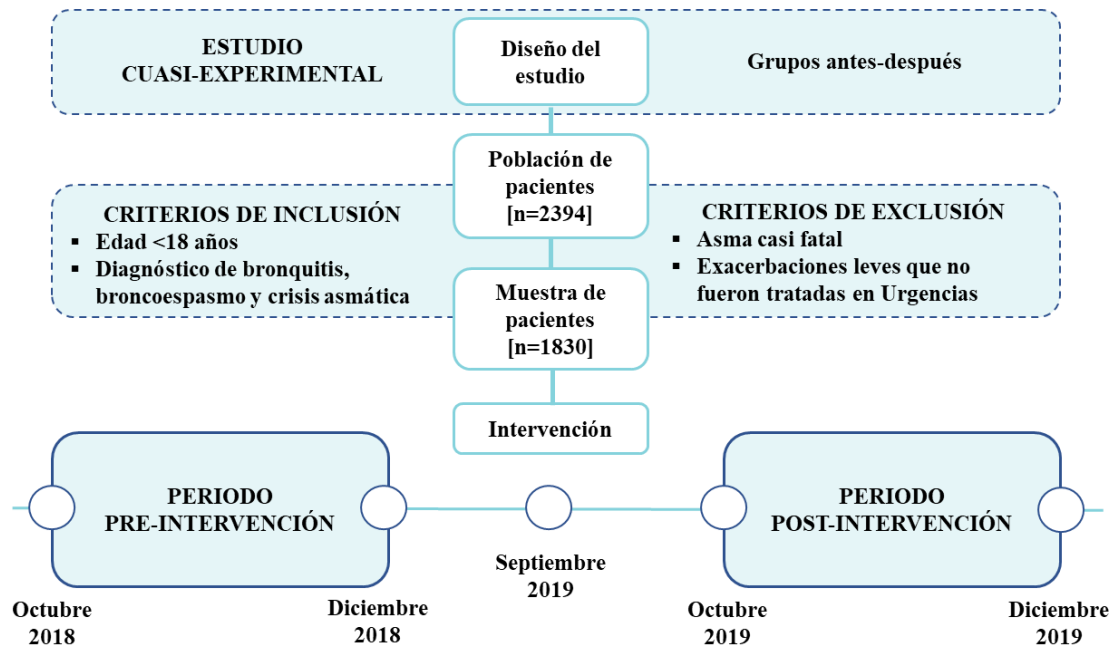 ESTUDIO
CUASI-EXPERIMENTAL
Diseño del
estudio
Grupos antes-después
Población de
pacientes
[n=2394]
CRITERIOS DE INCLUSIÓN
▪ Edad <18 años
▪ Diagnóstico de bronquitis,
broncoespasmo y crisis asmática
CRITERIOS DE EXCLUSIÓN
▪ Asma casi fatal
▪ Exacerbaciones leves que no
fueron tratadas en Urgencias
Muestra de
pacientes
[n=1830]
Intervención
PERIODO
PRE-INTERVENCIÓN
PERIODO
POST-INTERVENCIÓN
Octubre
2018
Diciembre
2018
Septiembre
2019
Octubre
2019
Diciembre
2019